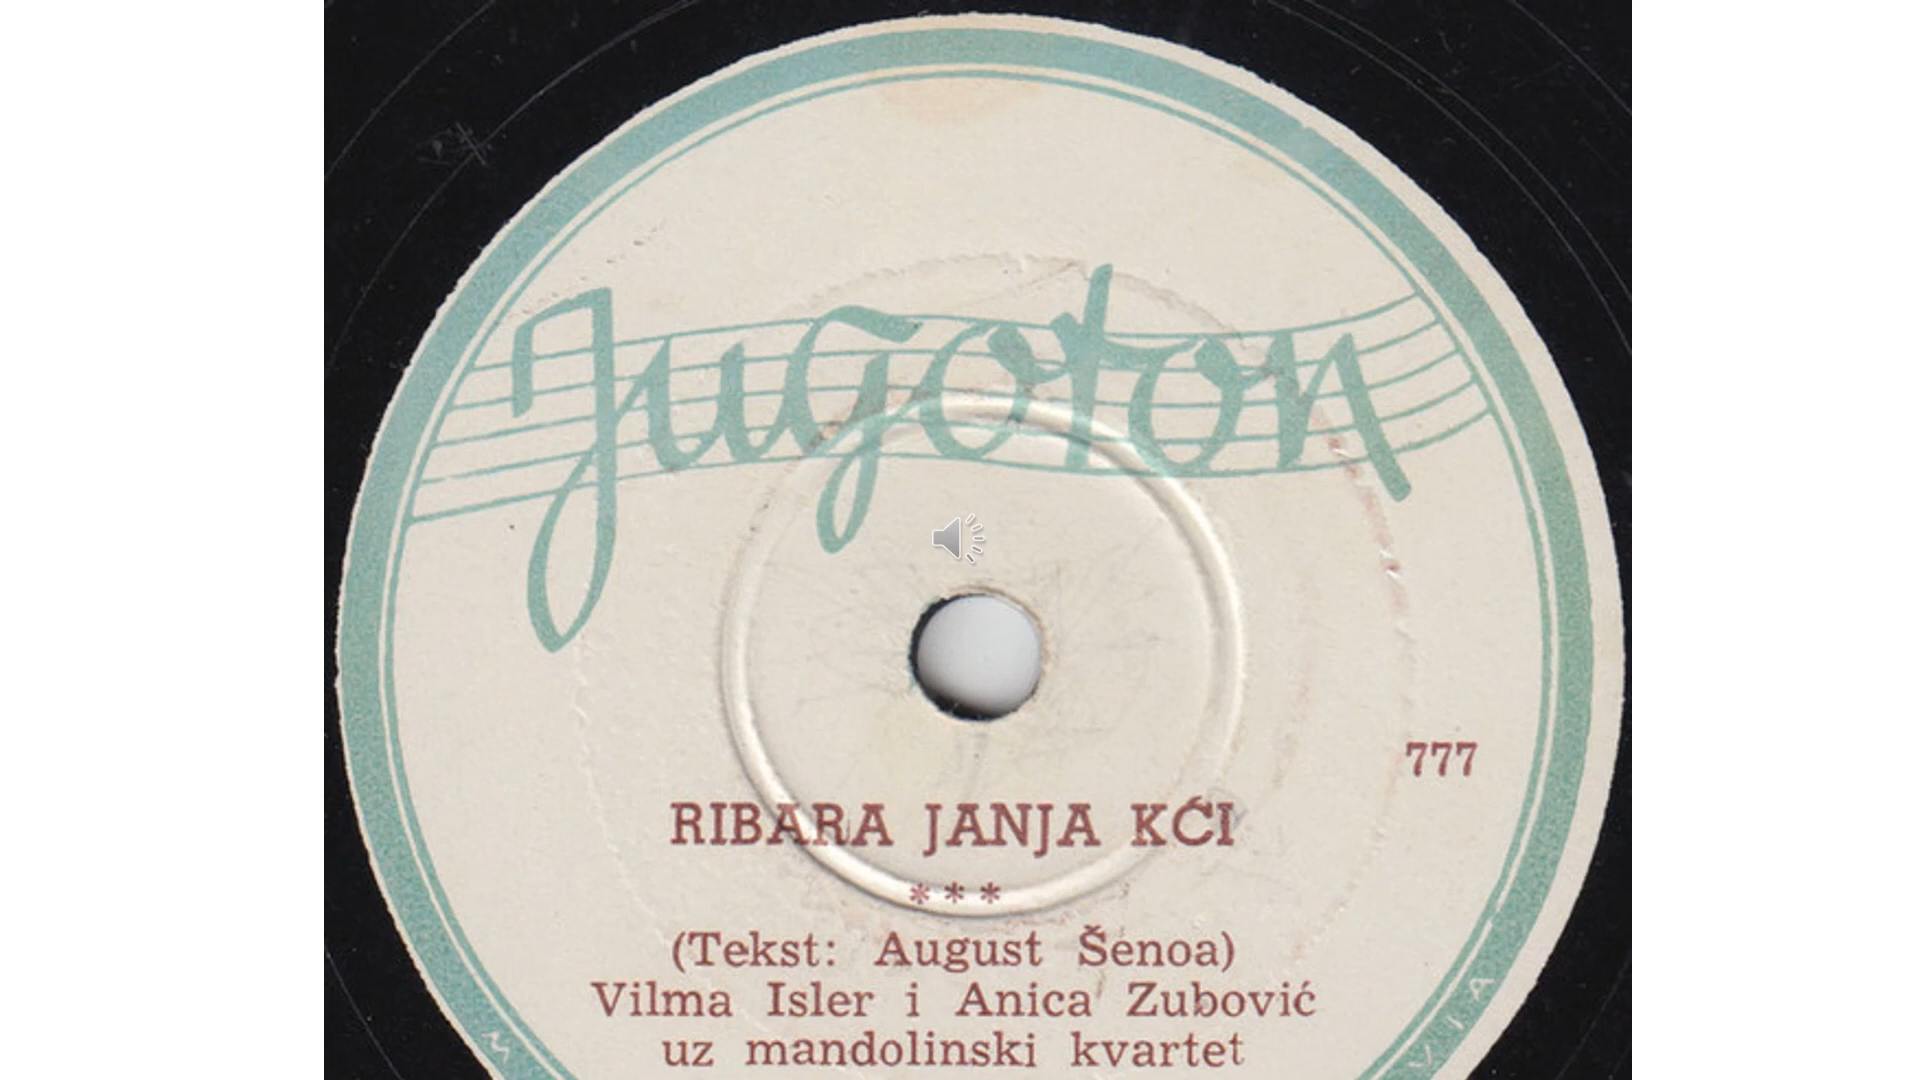 Jugoton
777
RIBARA JANJA KĆI
***
(Tekst: August Šenoa)
Vilma Isler i Anica Zubović
uz mandolinski kvartet